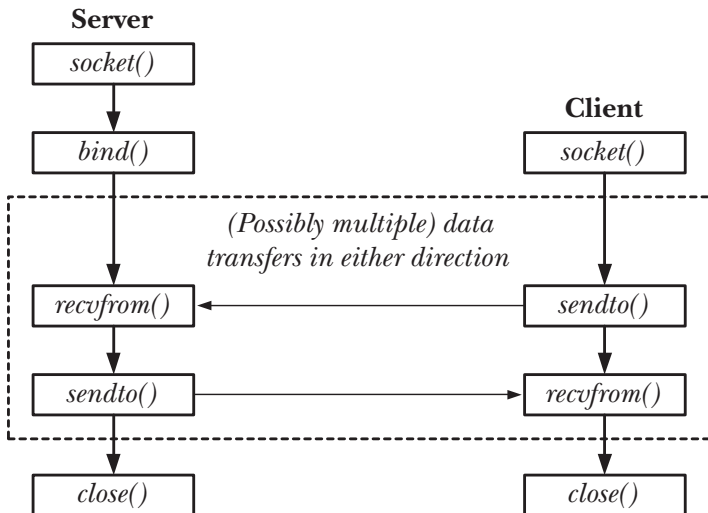 Server
socket()
bind()
Client
socket()
(Possibly multiple) data
transfers in either direction
recvfrom()
sendto()
sendto()
recvfrom()
close()
close()